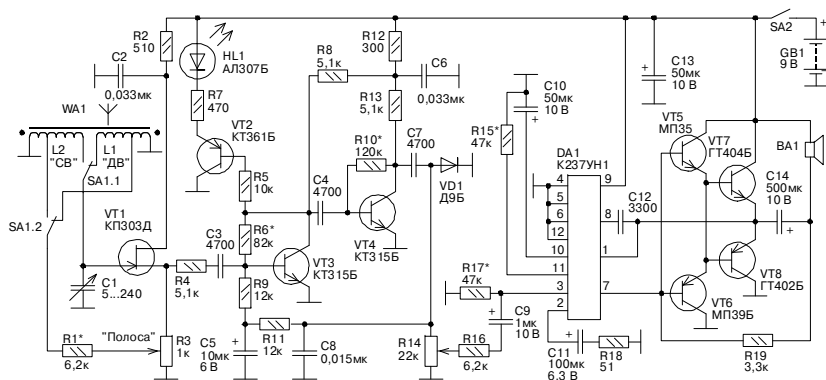 R2
510
C2
0,033мк
WA1
L2
"СВ"
L1
"ДВ"
SA1.1
SA1.2
VT1
КП303Д
C1
5...240
R1*
6,2к
"Полоса"
R3
1к
R4
5,1к
C3
4700
HL1
АЛ307Б
R7
470
VT2
КТ361Б
R5
10к
R6*
82к
R9
12к
C5
10мк
6 В
R11
12к
C8
0,015мк
VT3
КТ315Б
R8
5,1к
R12
300
C6
0,033мк
R13
5,1к
R10*
120к
C4
4700
C7
4700
VT4
КТ315Б
VD1
Д9Б
R14
22к
R16
6,2к
R17*
47к
C9
1мк
10 В
R15*
47к
C10
50мк
10 В
DA1
К237УН1
4
5
6
12
10
11
3
2
9
8
1
7
C12
3300
C11
100мк
6,3 В
R18
51
C13
50мк
10 В
VT5
МП35
VT7
ГТ404Б
VT6
МП39Б
VT8
ГТ402Б
C14
500мк
10 В
R19
3,3к
BA1
SA2
GB1
9 В